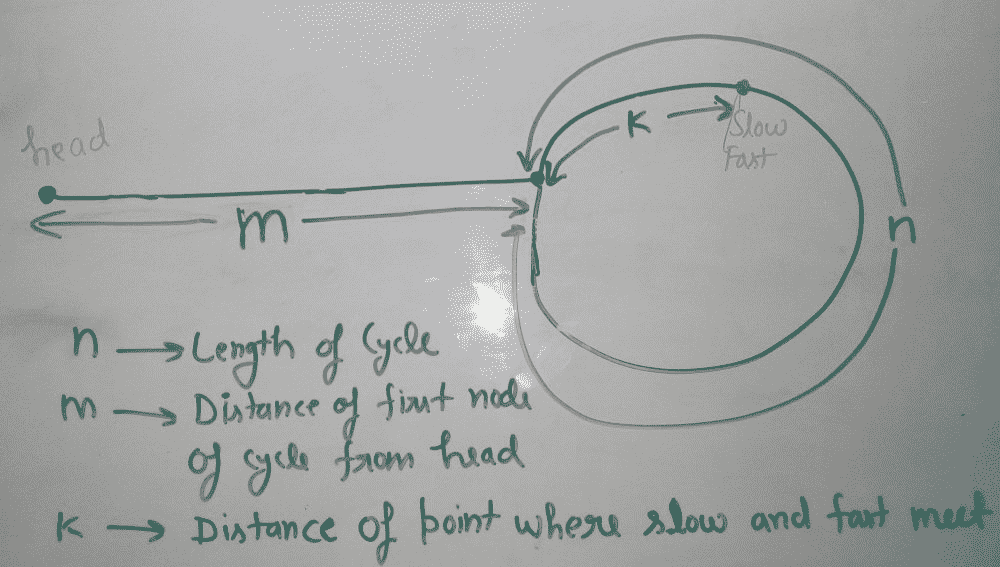 head
K
Slow
Fast
m
n
n → Length of Cycle
m → Distance of first node
of cycle from head
K → Distance of point where slow and fast meet